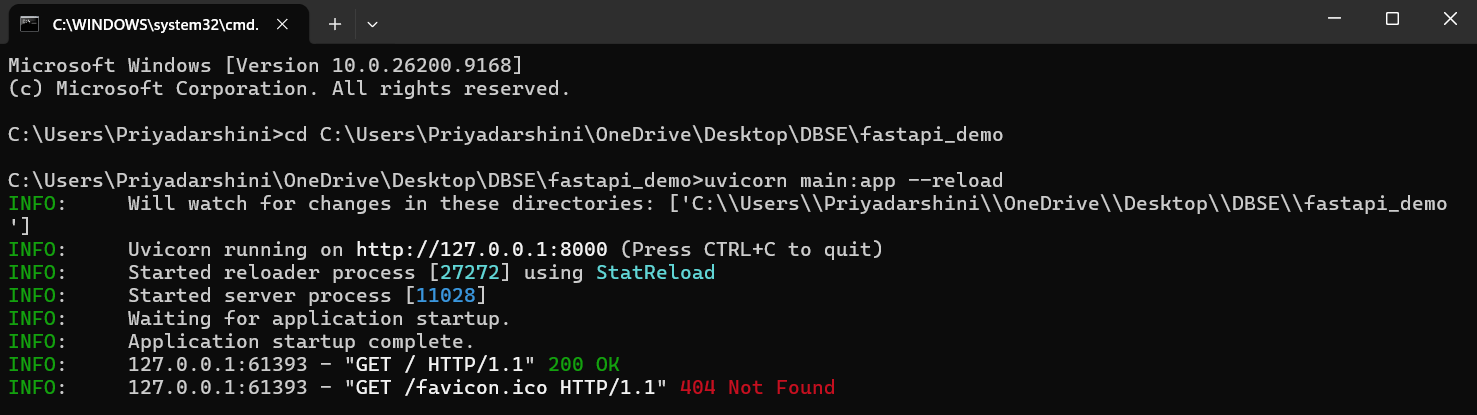 C:\WINDOWS\system32\cmd.
Microsoft Windows [Version 10.0.26200.9168]
(c) Microsoft Corporation. All rights reserved.
C:\Users\Priyadarshini>cd C:\Users\Priyadarshini\OneDrive\Desktop\DBSE\fastapi_demo
C:\Users\Priyadarshini\OneDrive\Desktop\DBSE\fastapi_demo>uvicorn main:app --reload
INFO:     Will watch for changes in these directories: ['C:\\Users\\Priyadarshini\\OneDrive\\Desktop\\DBSE\\fastapi_demo
']
INFO:     Uvicorn running on http://127.0.0.1:8000 (Press CTRL+C to quit)
INFO:     Started reloader process [27272] using StatReload
INFO:     Started server process [11028]
INFO:     Waiting for application startup.
INFO:     Application startup complete.
INFO:     127.0.0.1:61393 - "GET / HTTP/1.1" 200 OK
INFO:     127.0.0.1:61393 - "GET /favicon.ico HTTP/1.1" 404 Not Found